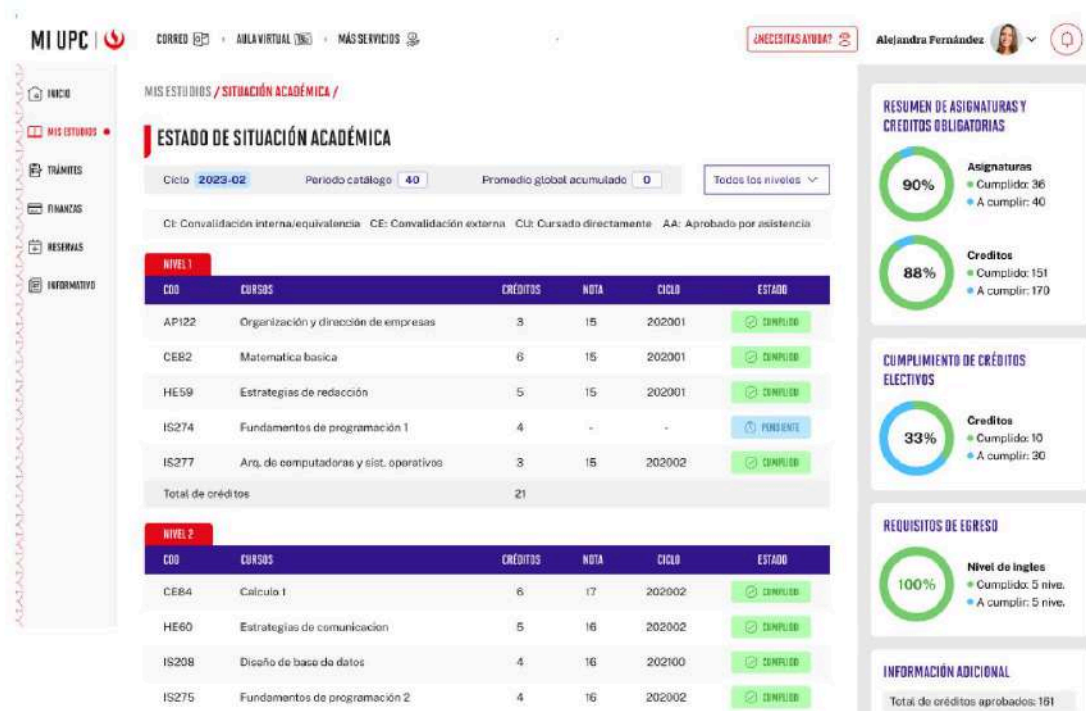 MI UPC
CORREO AULA VIRTUAL MÁS SERVICIOS
¿NECESITAS AYUDA?
Alejandra Fernández
INICIO
MIS ESTUDIOS
TRÁMITES
FINANZAS
RESERVAS
INFORMATIVO
MIS ESTUDIOS / SITUACIÓN ACADÉMICA /
ESTADO DE SITUACIÓN ACADÉMICA
Ciclo 2023-02 Periodo catálogo 40 Promedio global acumulado 0 Todos los niveles
CI: Convalidación interna/equivalencia CE: Convalidación externa CU: Cursado directamente AA: Aprobado por asistencia
NIVEL 1
COD CURSOS CRÉDITOS NOTA CICLO ESTADO
AP122 Organización y dirección de empresas 3 15 202001 CUMPLIDO
CE82 Matematica basica 6 15 202001 CUMPLIDO
HE59 Estrategias de redacción 5 15 202001 CUMPLIDO
IS274 Fundamentos de programación 1 4 - - PENDIENTE
IS277 Arq. de computadoras y sist. operativos 3 15 202002 CUMPLIDO
Total de créditos 21
NIVEL 2
COD CURSOS CRÉDITOS NOTA CICLO ESTADO
CE84 Calculo 1 6 17 202002 CUMPLIDO
HE60 Estrategias de comunicacion 5 16 202002 CUMPLIDO
IS208 Diseño de base de datos 4 16 202100 CUMPLIDO
IS275 Fundamentos de programación 2 4 16 202002 CUMPLIDO
RESUMEN DE ASIGNATURAS Y
CREDITOS OBLIGATORIAS
90%
Asignaturas
Cumplido: 36
A cumplir: 40
88%
Creditos
Cumplido: 151
A cumplir: 170
CUMPLIMIENTO DE CRÉDITOS
ELECTIVOS
33%
Creditos
Cumplido: 10
A cumplir: 30
REQUISITOS DE EGRESO
100%
Nivel de ingles
Cumplido: 5 nive.
A cumplir: 5 nive.
INFORMACIÓN ADICIONAL
Total de créditos aprobados: 161